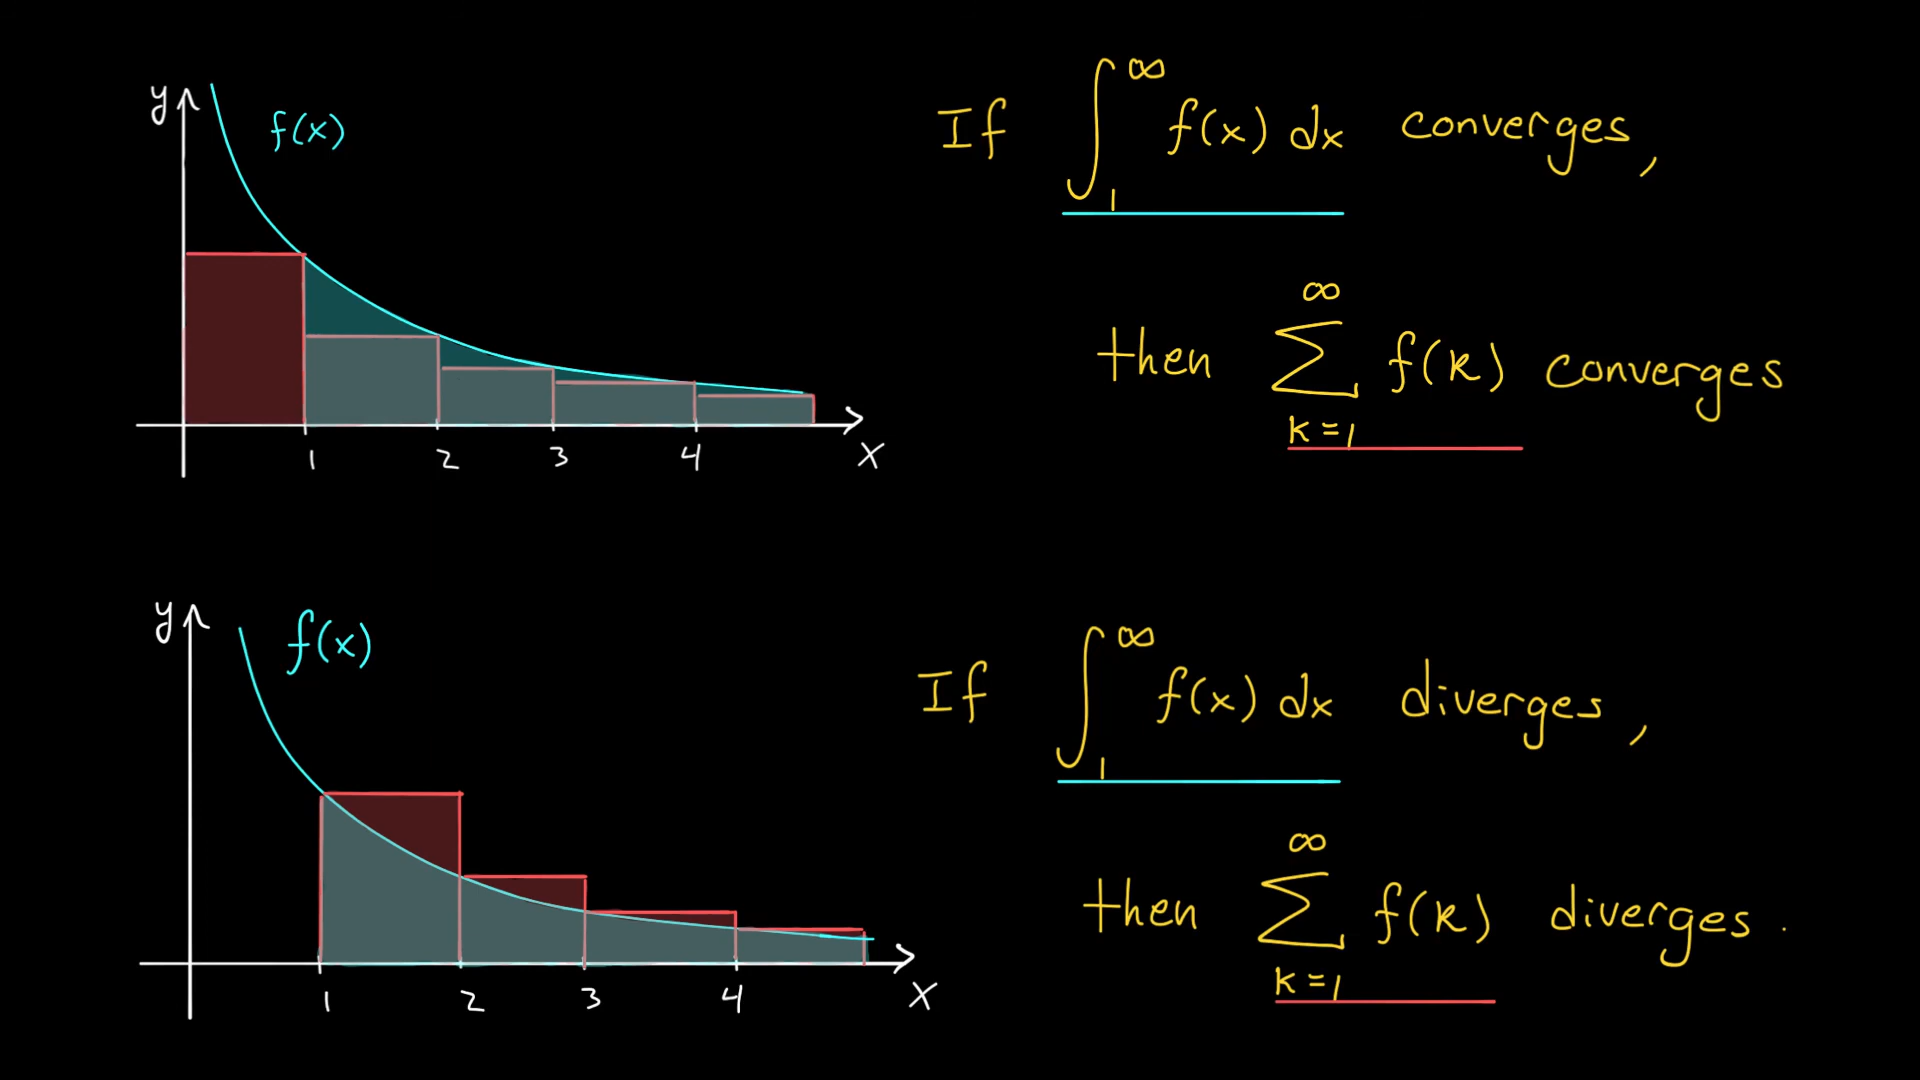 y
f(x)
1 2 3 4 x
If ∫₁^∞ f(x) dx converges,
then ∑_{k=1}^∞ f(k) converges
y
f(x)
1 2 3 4 x
If ∫₁^∞ f(x) dx diverges,
then ∑_{k=1}^∞ f(k) diverges.